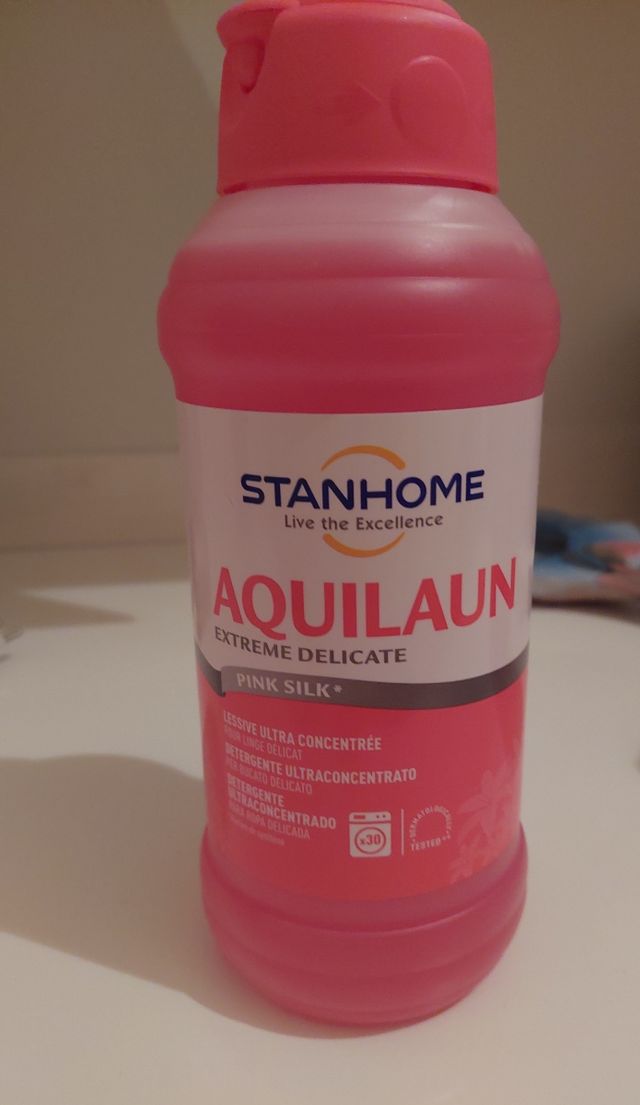 STANHOME
Live the Excellence
AQUILAUN
EXTREME DELICATE
PINK SILK*
LESSIVE ULTRA CONCENTRÉE
POUR LINGE DÉLICAT
DETERGENTE ULTRACONCENTRATO
PER BUCATO DELICATO
DETERGENTE
ULTRACONCENTRADO
PARA ROPA DELICADA
x30
DERMATOLOGICALLY
TESTED**